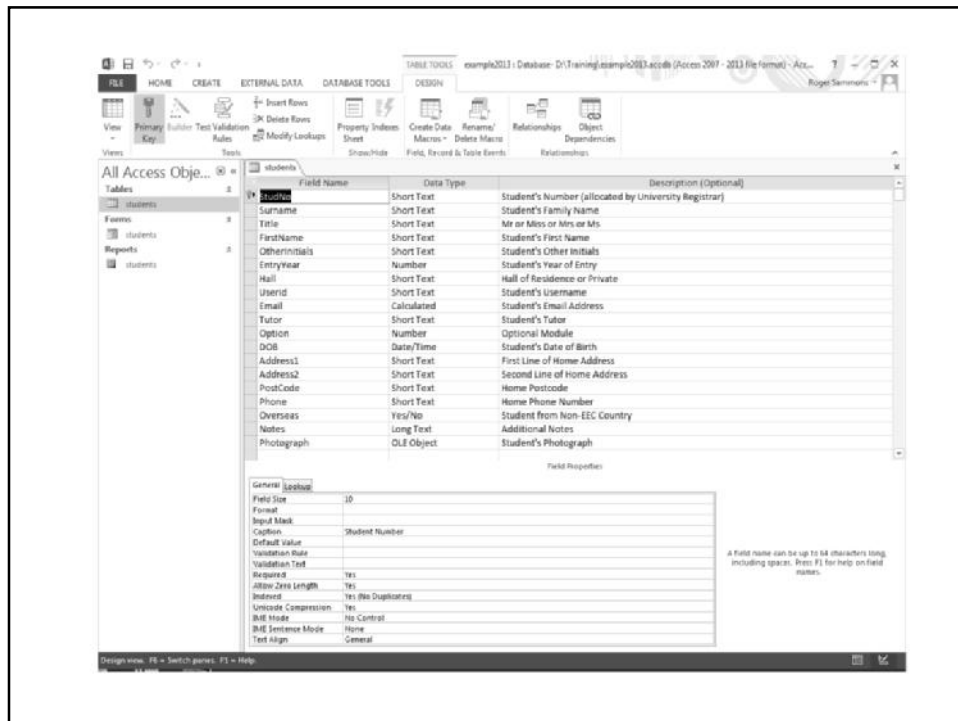 TABLE TOOLS example2013 : Database- D:\Training\example2013.accdb (Access 2007 - 2013 file format) - Acc... ?
FILE HOME CREATE EXTERNAL DATA DATABASE TOOLS DESIGN Roger Sammons
View Primary Key Builder Test Validation Rules Insert Rows Delete Rows Modify Lookups Property Sheet Indexes Create Data Macros Rename/ Delete Macro Relationships Object Dependencies
Views Tools Show/Hide Field, Record & Table Events Relationships
All Access Obje... students
Tables
students
Forms
students
Reports
students
Field Name Data Type Description (Optional)
StudNo Short Text Student's Number (allocated by University Registrar)
Surname Short Text Student's Family Name
Title Short Text Mr or Miss or Mrs or Ms
FirstName Short Text Student's First Name
OtherInitials Short Text Student's Other Initials
EntryYear Number Student's Year of Entry
Hall Short Text Hall of Residence or Private
Userid Short Text Student's Username
Email Calculated Student's Email Address
Tutor Short Text Student's Tutor
Option Number Optional Module
DOB Date/Time Student's Date of Birth
Address1 Short Text First Line of Home Address
Address2 Short Text Second Line of Home Address
PostCode Short Text Home Postcode
Phone Short Text Home Phone Number
Overseas Yes/No Student from Non-EEC Country
Notes Long Text Additional Notes
Photograph OLE Object Student's Photograph
Field Properties
General Lookup
Field Size 10
Format
Input Mask
Caption Student Number
Default Value
Validation Rule
Validation Text
Required Yes
Allow Zero Length Yes
Indexed Yes (No Duplicates)
Unicode Compression Yes
IME Mode No Control
IME Sentence Mode None
Text Align General
A field name can be up to 64 characters long,
including spaces. Press F1 for help on field
names.
Design view. F6 = Switch panes. F1 = Help.